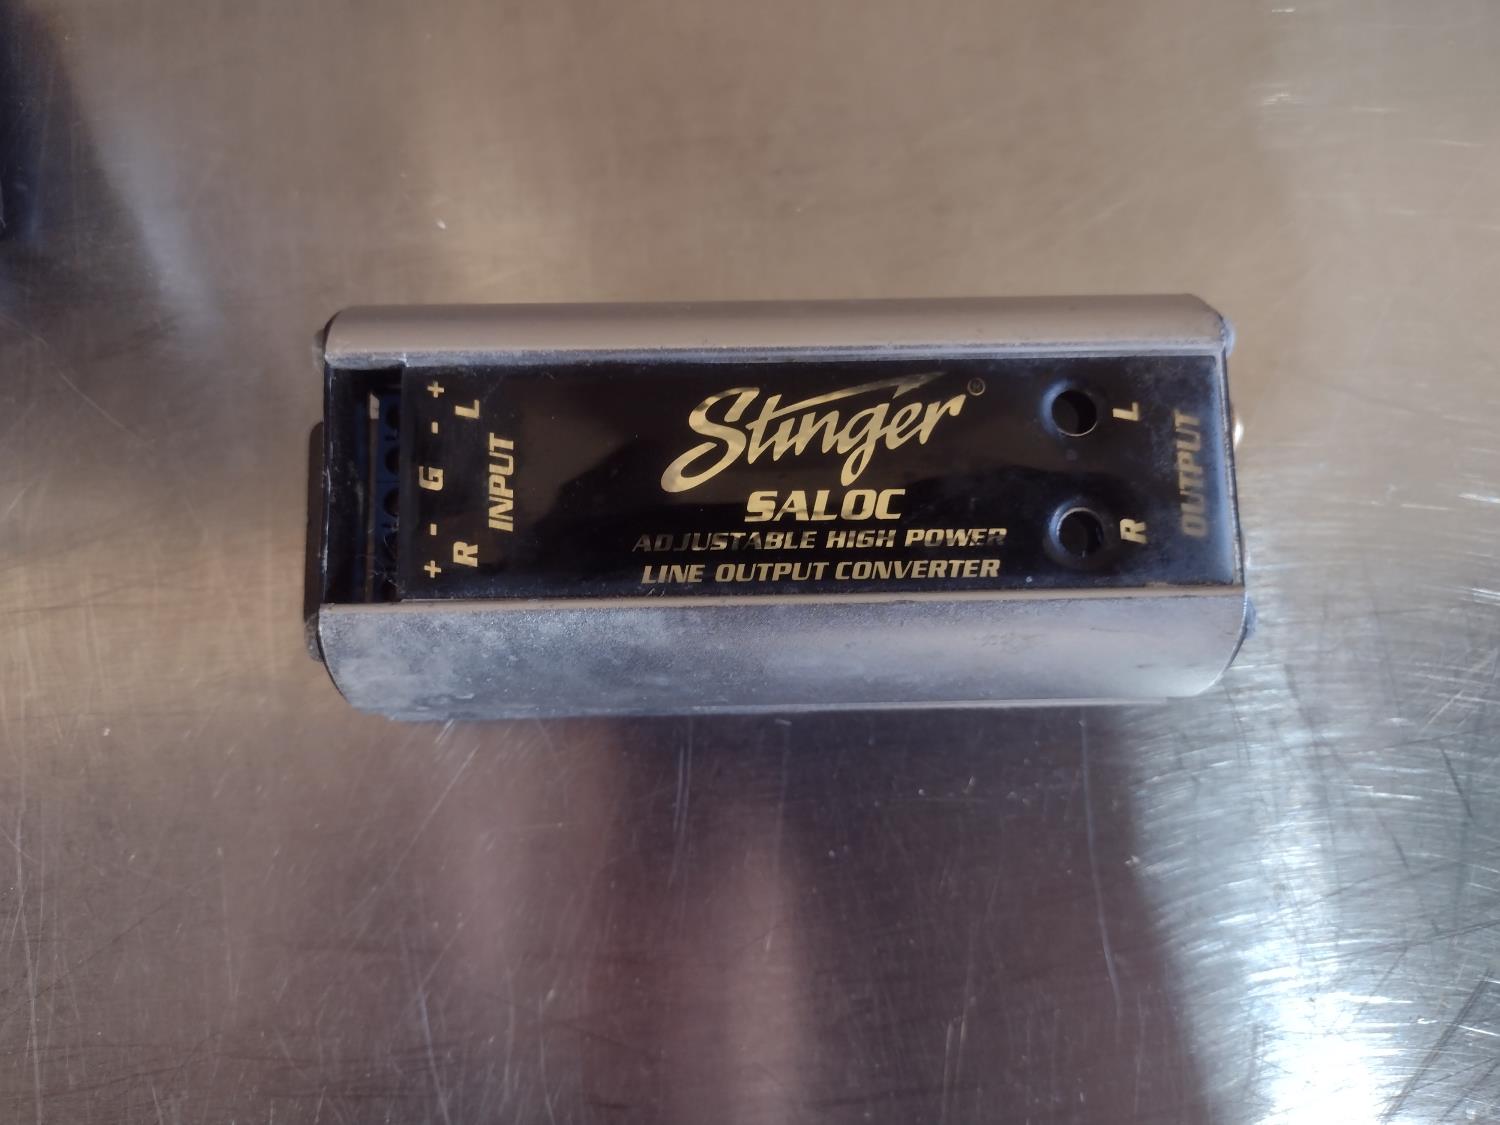 Stinger®
SALOC
ADJUSTABLE HIGH POWER
LINE OUTPUT CONVERTER
+ - G - +
R L
INPUT
L
R
OUTPUT